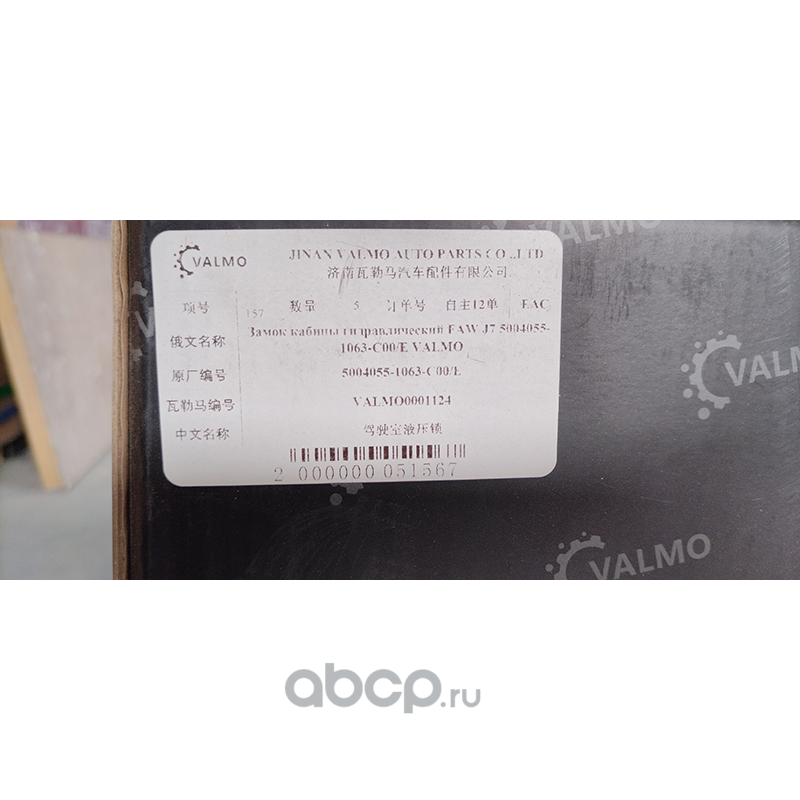 VALMO
JINAN VALMO AUTO PARTS CO .,LTD
济南瓦勒马汽车配件有限公司
项号 157 数量 5 订单号 自主12单 EAC
俄文名称 Замок кабины гидравлический FAW J7 5004055-
1063-C00/E VALMO
原厂编号 5004055-1063-C00/E
瓦勒马编号 VALMO0001124
中文名称 驾驶室液压锁
2 000000 051567
VALMO
VALMO
VALMO
abcp.ru